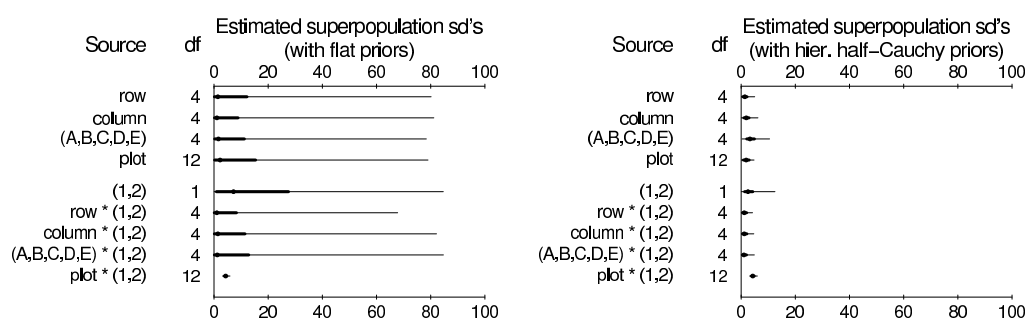 Estimated superpopulation sd's
Source df (with flat priors)
0 20 40 60 80 100
row 4
column 4
(A,B,C,D,E) 4
plot 12
(1,2) 1
row * (1,2) 4
column * (1,2) 4
(A,B,C,D,E) * (1,2) 4
plot * (1,2) 12
0 20 40 60 80 100
Estimated superpopulation sd's
Source df (with hier. half−Cauchy priors)
0 20 40 60 80 100
row 4
column 4
(A,B,C,D,E) 4
plot 12
(1,2) 1
row * (1,2) 4
column * (1,2) 4
(A,B,C,D,E) * (1,2) 4
plot * (1,2) 12
0 20 40 60 80 100